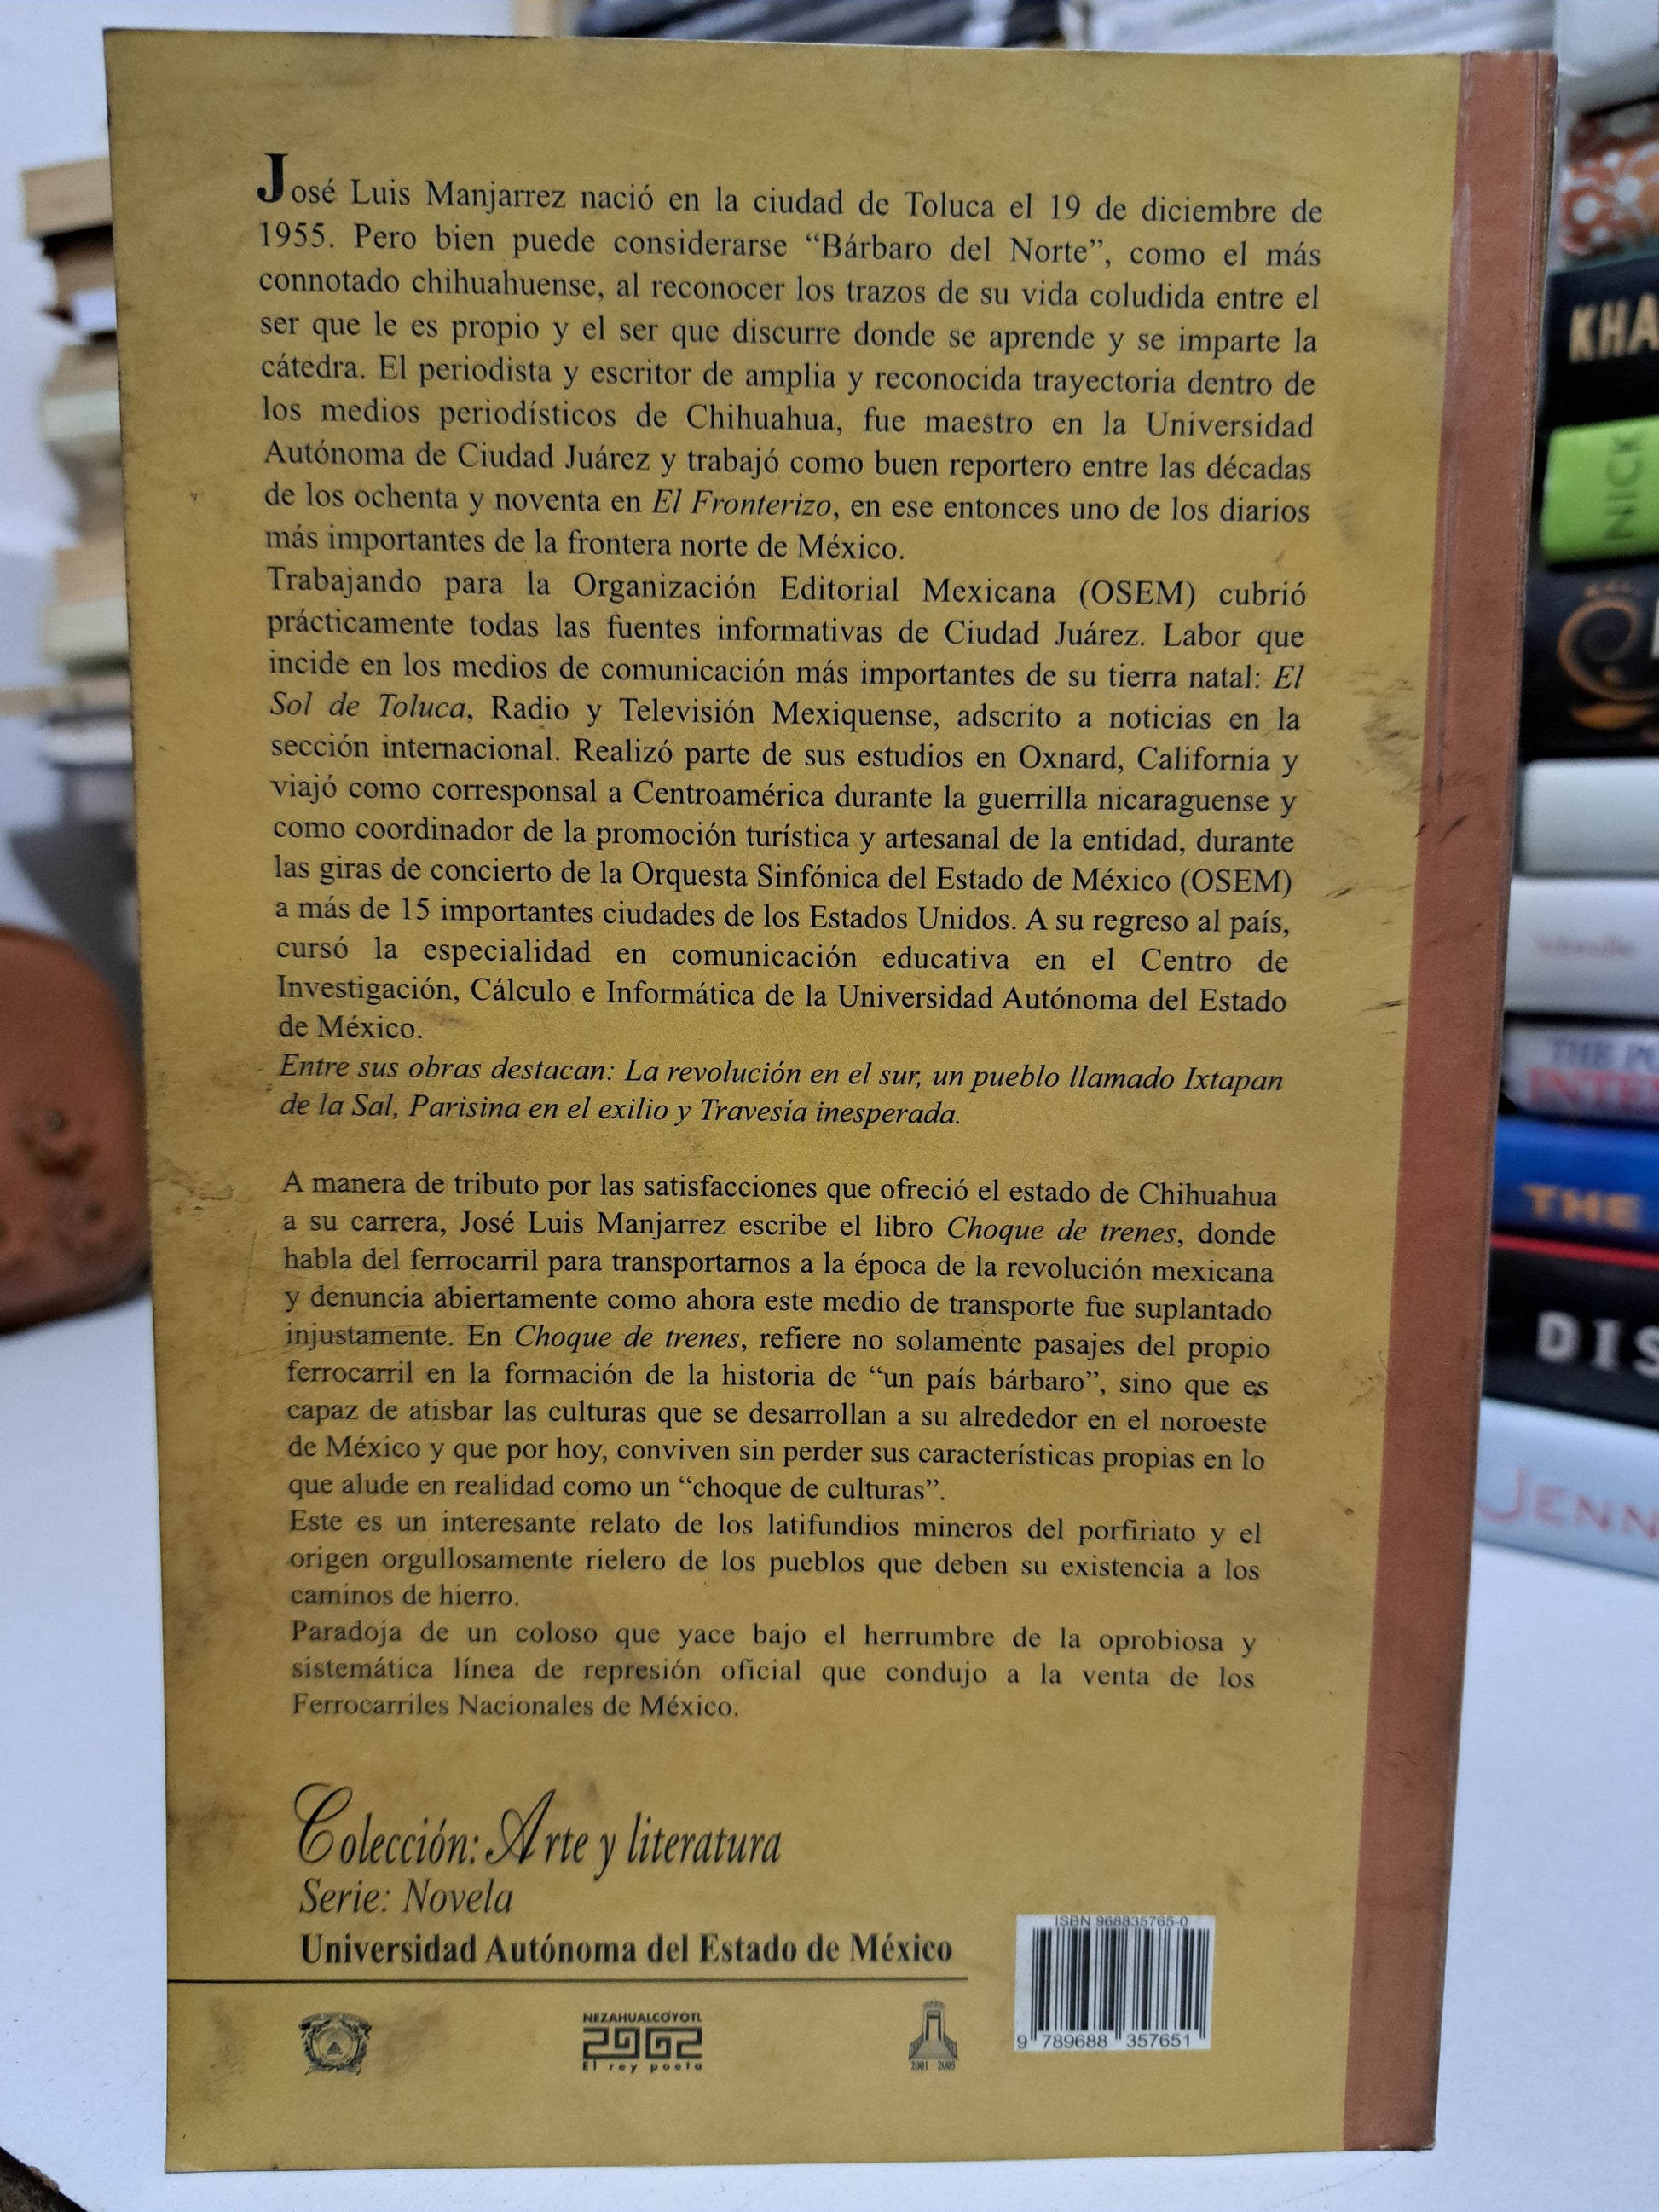 José Luis Manjarrez nació en la ciudad de Toluca el 19 de diciembre de
1955. Pero bien puede considerarse “Bárbaro del Norte”, como el más
connotado chihuahuense, al reconocer los trazos de su vida coludida entre el
ser que le es propio y el ser que discurre donde se aprende y se imparte la
cátedra. El periodista y escritor de amplia y reconocida trayectoria dentro de
los medios periodísticos de Chihuahua, fue maestro en la Universidad
Autónoma de Ciudad Juárez y trabajó como buen reportero entre las décadas
de los ochenta y noventa en El Fronterizo, en ese entonces uno de los diarios
más importantes de la frontera norte de México.
Trabajando para la Organización Editorial Mexicana (OSEM) cubrió
prácticamente todas las fuentes informativas de Ciudad Juárez. Labor que
incide en los medios de comunicación más importantes de su tierra natal: El
Sol de Toluca, Radio y Televisión Mexiquense, adscrito a noticias en la
sección internacional. Realizó parte de sus estudios en Oxnard, California y
viajó como corresponsal a Centroamérica durante la guerrilla nicaraguense y
como coordinador de la promoción turística y artesanal de la entidad, durante
las giras de concierto de la Orquesta Sinfónica del Estado de México (OSEM)
a más de 15 importantes ciudades de los Estados Unidos. A su regreso al país,
cursó la especialidad en comunicación educativa en el Centro de
Investigación, Cálculo e Informática de la Universidad Autónoma del Estado
de México.
Entre sus obras destacan: La revolución en el sur, un pueblo llamado Ixtapan
de la Sal, Parisina en el exilio y Travesía inesperada.
A manera de tributo por las satisfacciones que ofreció el estado de Chihuahua
a su carrera, José Luis Manjarrez escribe el libro Choque de trenes, donde
habla del ferrocarril para transportarnos a la época de la revolución mexicana
y denuncia abiertamente como ahora este medio de transporte fue suplantado
injustamente. En Choque de trenes, refiere no solamente pasajes del propio
ferrocarril en la formación de la historia de “un país bárbaro”, sino que es
capaz de atisbar las culturas que se desarrollan a su alrededor en el noroeste
de México y que por hoy, conviven sin perder sus características propias en lo
que alude en realidad como un “choque de culturas”.
Este es un interesante relato de los latifundios mineros del porfiriato y el
origen orgullosamente rielero de los pueblos que deben su existencia a los
caminos de hierro.
Paradoja de un coloso que yace bajo el herrumbre de la oprobiosa y
sistemática línea de represión oficial que condujo a la venta de los
Ferrocarriles Nacionales de México.
Colección: Arte y literatura
Serie: Novela
Universidad Autónoma del Estado de México
NEZAHUALCOYOTL
2002
El rey poeta
2001 - 2005
ISBN 968835765-0
9 789688 357651
KHA
NICK
THE
DIS
JENN